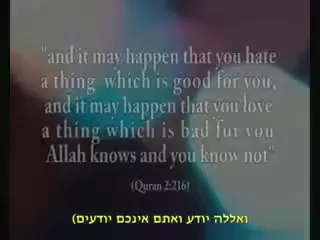 "and it may happen that you hate
a thing which is good for you,
and it may happen that you love
a thing which is bad for you
Allah knows and you know not"
(Quran 2:216)
ואללה יודע ואתם אינכם יודעים)